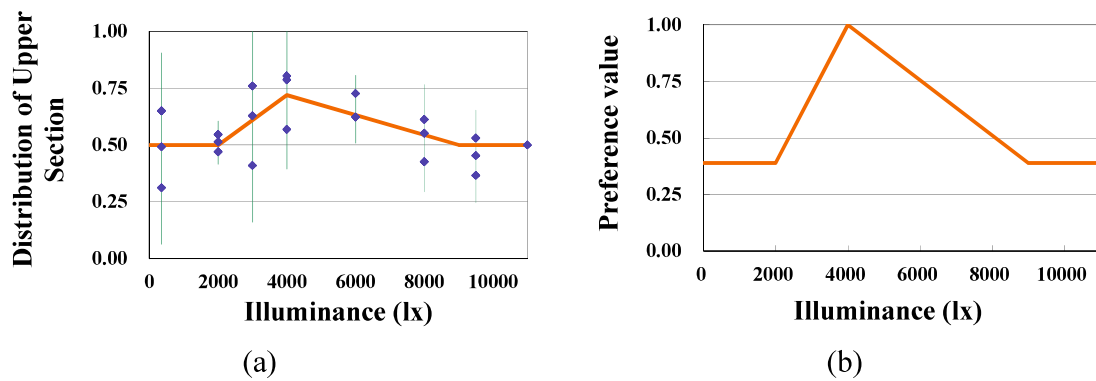 Distribution of Upper
Section
1.00
0.75
0.50
0.25
0.00
0 2000 4000 6000 8000 10000
Illuminance (lx)
(a)
Preference value
1.00
0.75
0.50
0.25
0.00
0 2000 4000 6000 8000 10000
Illuminance (lx)
(b)